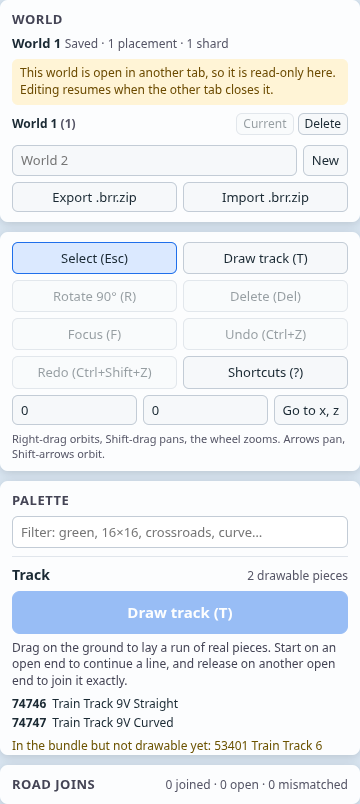 WORLD
World 1 Saved · 1 placement · 1 shard
This world is open in another tab, so it is read-only here.
Editing resumes when the other tab closes it.
World 1 (1) Current Delete
World 2 New
Export .brr.zip Import .brr.zip
Select (Esc) Draw track (T)
Rotate 90° (R) Delete (Del)
Focus (F) Undo (Ctrl+Z)
Redo (Ctrl+Shift+Z) Shortcuts (?)
0 0 Go to x, z
Right-drag orbits, Shift-drag pans, the wheel zooms. Arrows pan,
Shift-arrows orbit.
PALETTE
Filter: green, 16×16, crossroads, curve...
Track 2 drawable pieces
Draw track (T)
Drag on the ground to lay a run of real pieces. Start on an
open end to continue a line, and release on another open
end to join it exactly.
74746 Train Track 9V Straight
74747 Train Track 9V Curved
In the bundle but not drawable yet: 53401 Train Track 6
ROAD JOINS 0 joined · 0 open · 0 mismatched